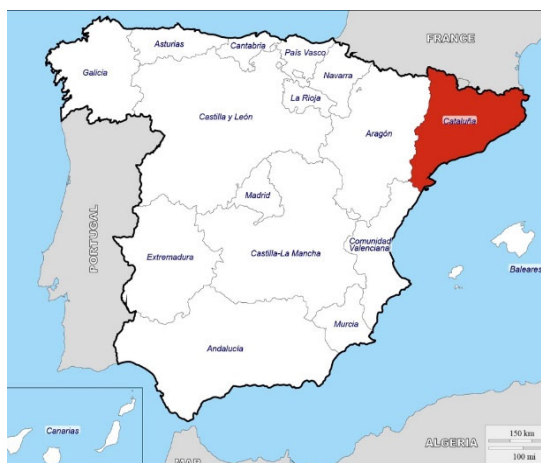 FRANCE
Asturias
Cantabria
País Vasco
Galicia
Navarra
La Rioja
Castilla y León
Cataluña
Aragón
Madrid
PORTUGAL
Extremadura
Castilla-La Mancha
Comunidad
Valenciana
Baleares
Murcia
Andalucía
Canarias
150 km
ALGERIA
100 mi
MAR